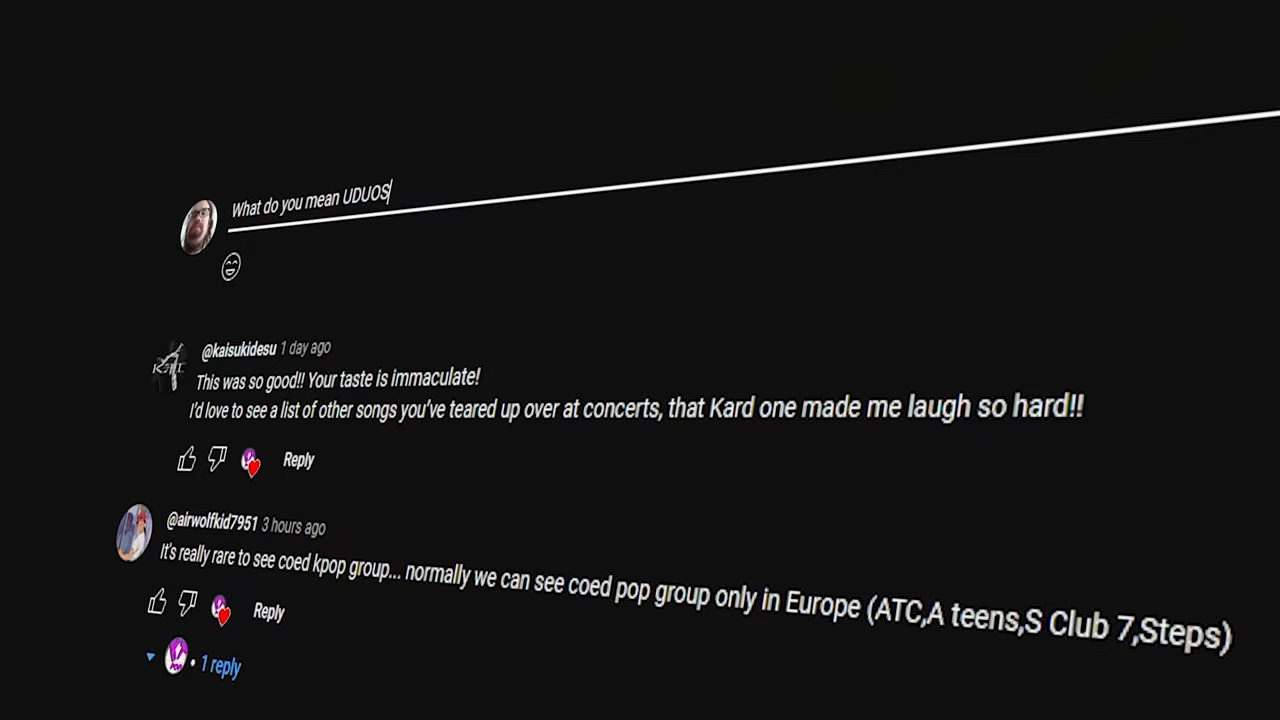 What do you mean UDUOS
@kaisukidesu 1 day ago
This was so good!! Your taste is immaculate!
I'd love to see a list of other songs you've teared up over at concerts, that Kard one made me laugh so hard!!
Reply
@airwolfkid7951 3 hours ago
It's really rare to see coed kpop group... normally we can see coed pop group only in Europe (ATC,A teens,S Club 7,Steps)
Reply
• 1 reply